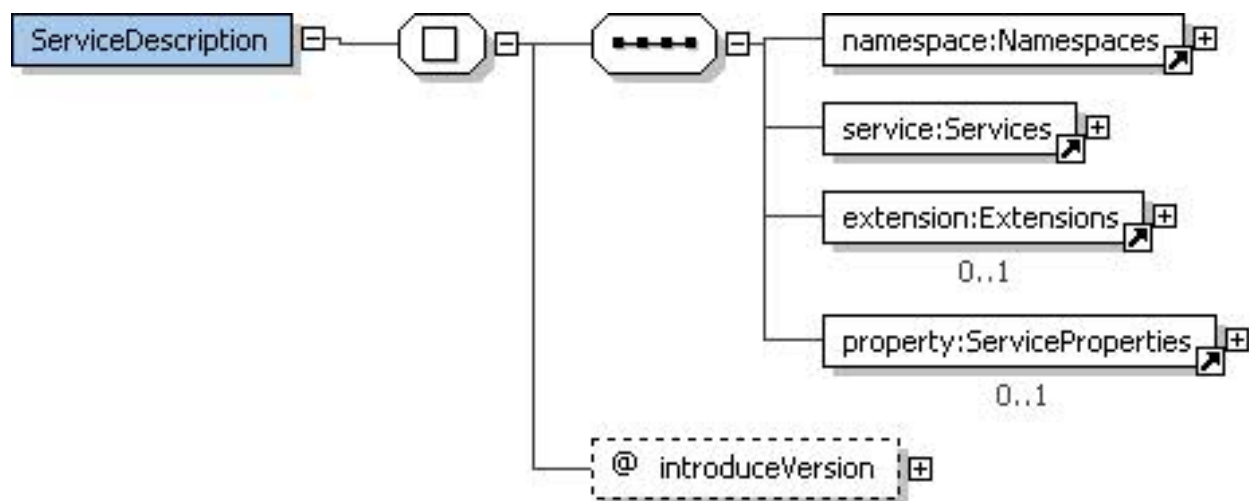 ServiceDescription
namespace:Namespaces
service:Services
extension:Extensions
0..1
property:ServiceProperties
0..1
@ introduceVersion